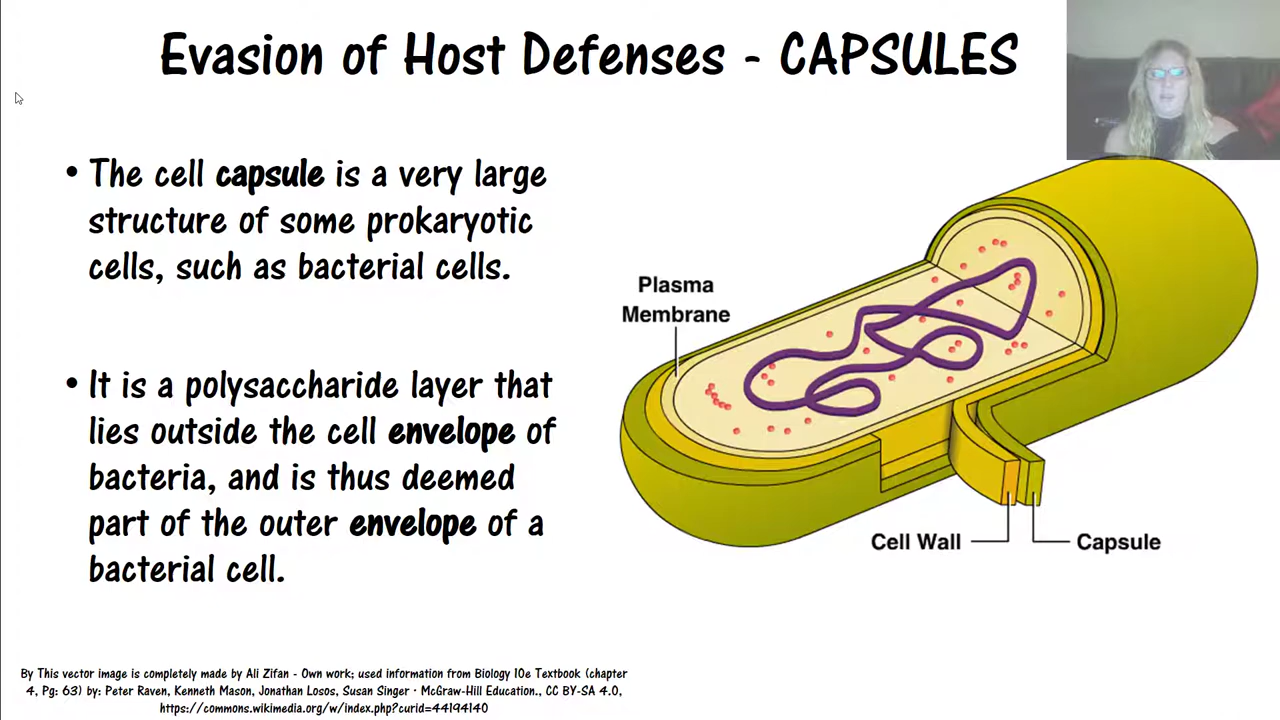 Evasion of Host Defenses - CAPSULES
• The cell capsule is a very large
structure of some prokaryotic
cells, such as bacterial cells.
• It is a polysaccharide layer that
lies outside the cell envelope of
bacteria, and is thus deemed
part of the outer envelope of a
bacterial cell.
Plasma
Membrane
Cell Wall
Capsule
By This vector image is completely made by Ali Zifan - Own work; used information from Biology 10e Textbook (chapter
4, Pg: 63) by: Peter Raven, Kenneth Mason, Jonathan Losos, Susan Singer · McGraw-Hill Education., CC BY-SA 4.0,
https://commons.wikimedia.org/w/index.php?curid=44194140